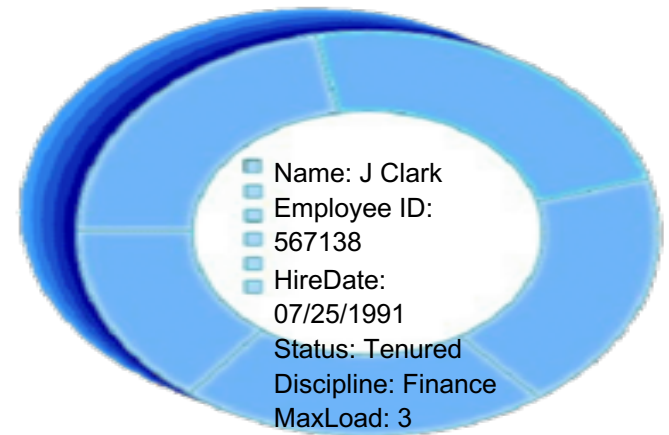 Name: J Clark
Employee ID:
567138
HireDate:
07/25/1991
Status: Tenured
Discipline: Finance
MaxLoad: 3